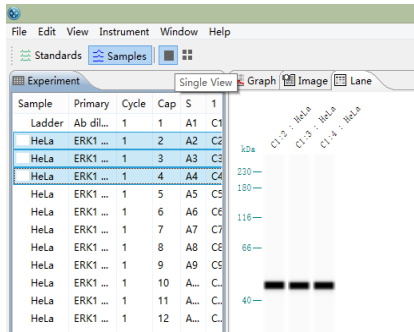 File Edit View Instrument Window Help
Standards Samples
Experiment Single View Graph Image Lane
Sample Primary Cycle Cap S 1
Ladder Ab dil... 1 1 A1 C1
HeLa ERK1 ... 1 2 A2 C2
HeLa ERK1 ... 1 3 A3 C3
HeLa ERK1 ... 1 4 A4 C4
HeLa ERK1 ... 1 5 A5 C5
HeLa ERK1 ... 1 6 A6 C6
HeLa ERK1 ... 1 7 A7 C7
HeLa ERK1 ... 1 8 A8 C8
HeLa ERK1 ... 1 9 A9 C9
HeLa ERK1 ... 1 10 A... C...
HeLa ERK1 ... 1 11 A... C...
HeLa ERK1 ... 1 12 A... C...
C1:2 : HeLa
C1:3 : HeLa
C1:4 : HeLa
kDa
230
180
116
66
40